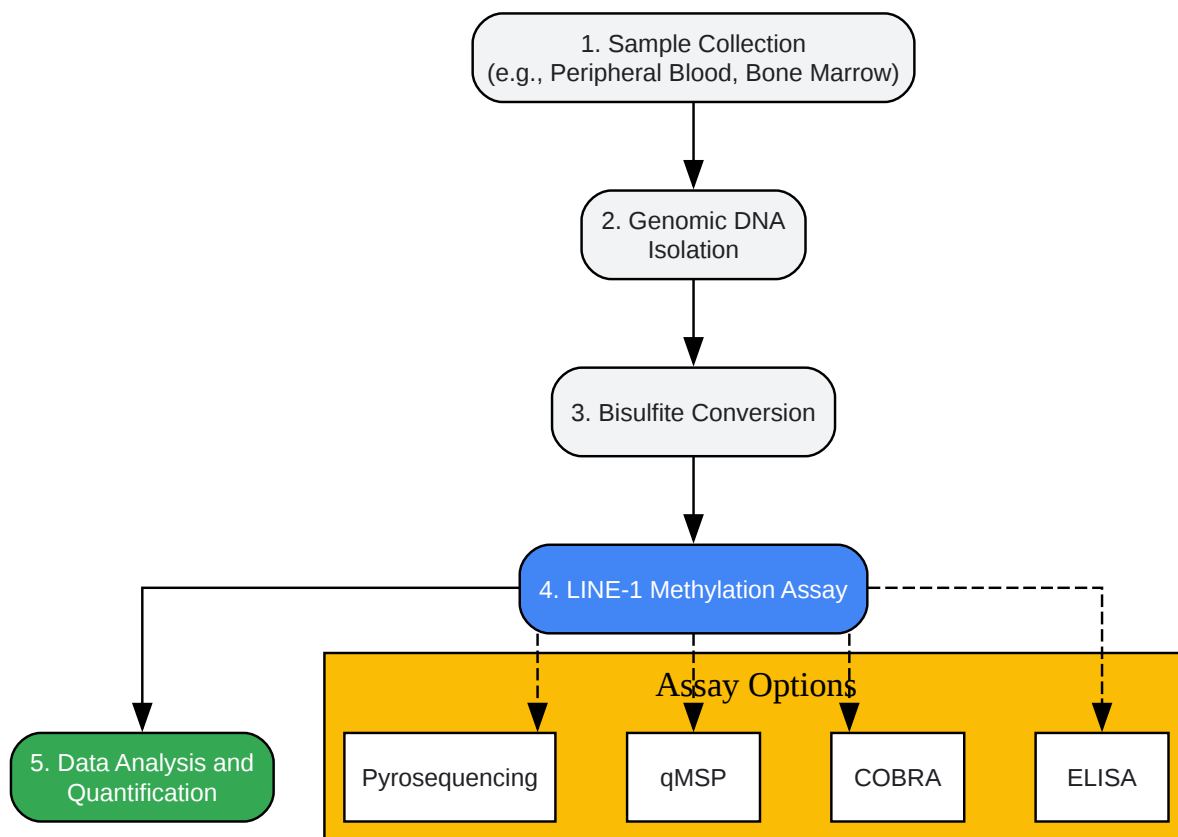 1. Sample Collection
(e.g., Peripheral Blood, Bone Marrow)
2. Genomic DNA
Isolation
3. Bisulfite Conversion
4. LINE-1 Methylation Assay
Assay Options
5. Data Analysis and
Quantification
Pyrosequencing
qMSP
COBRA
ELISA